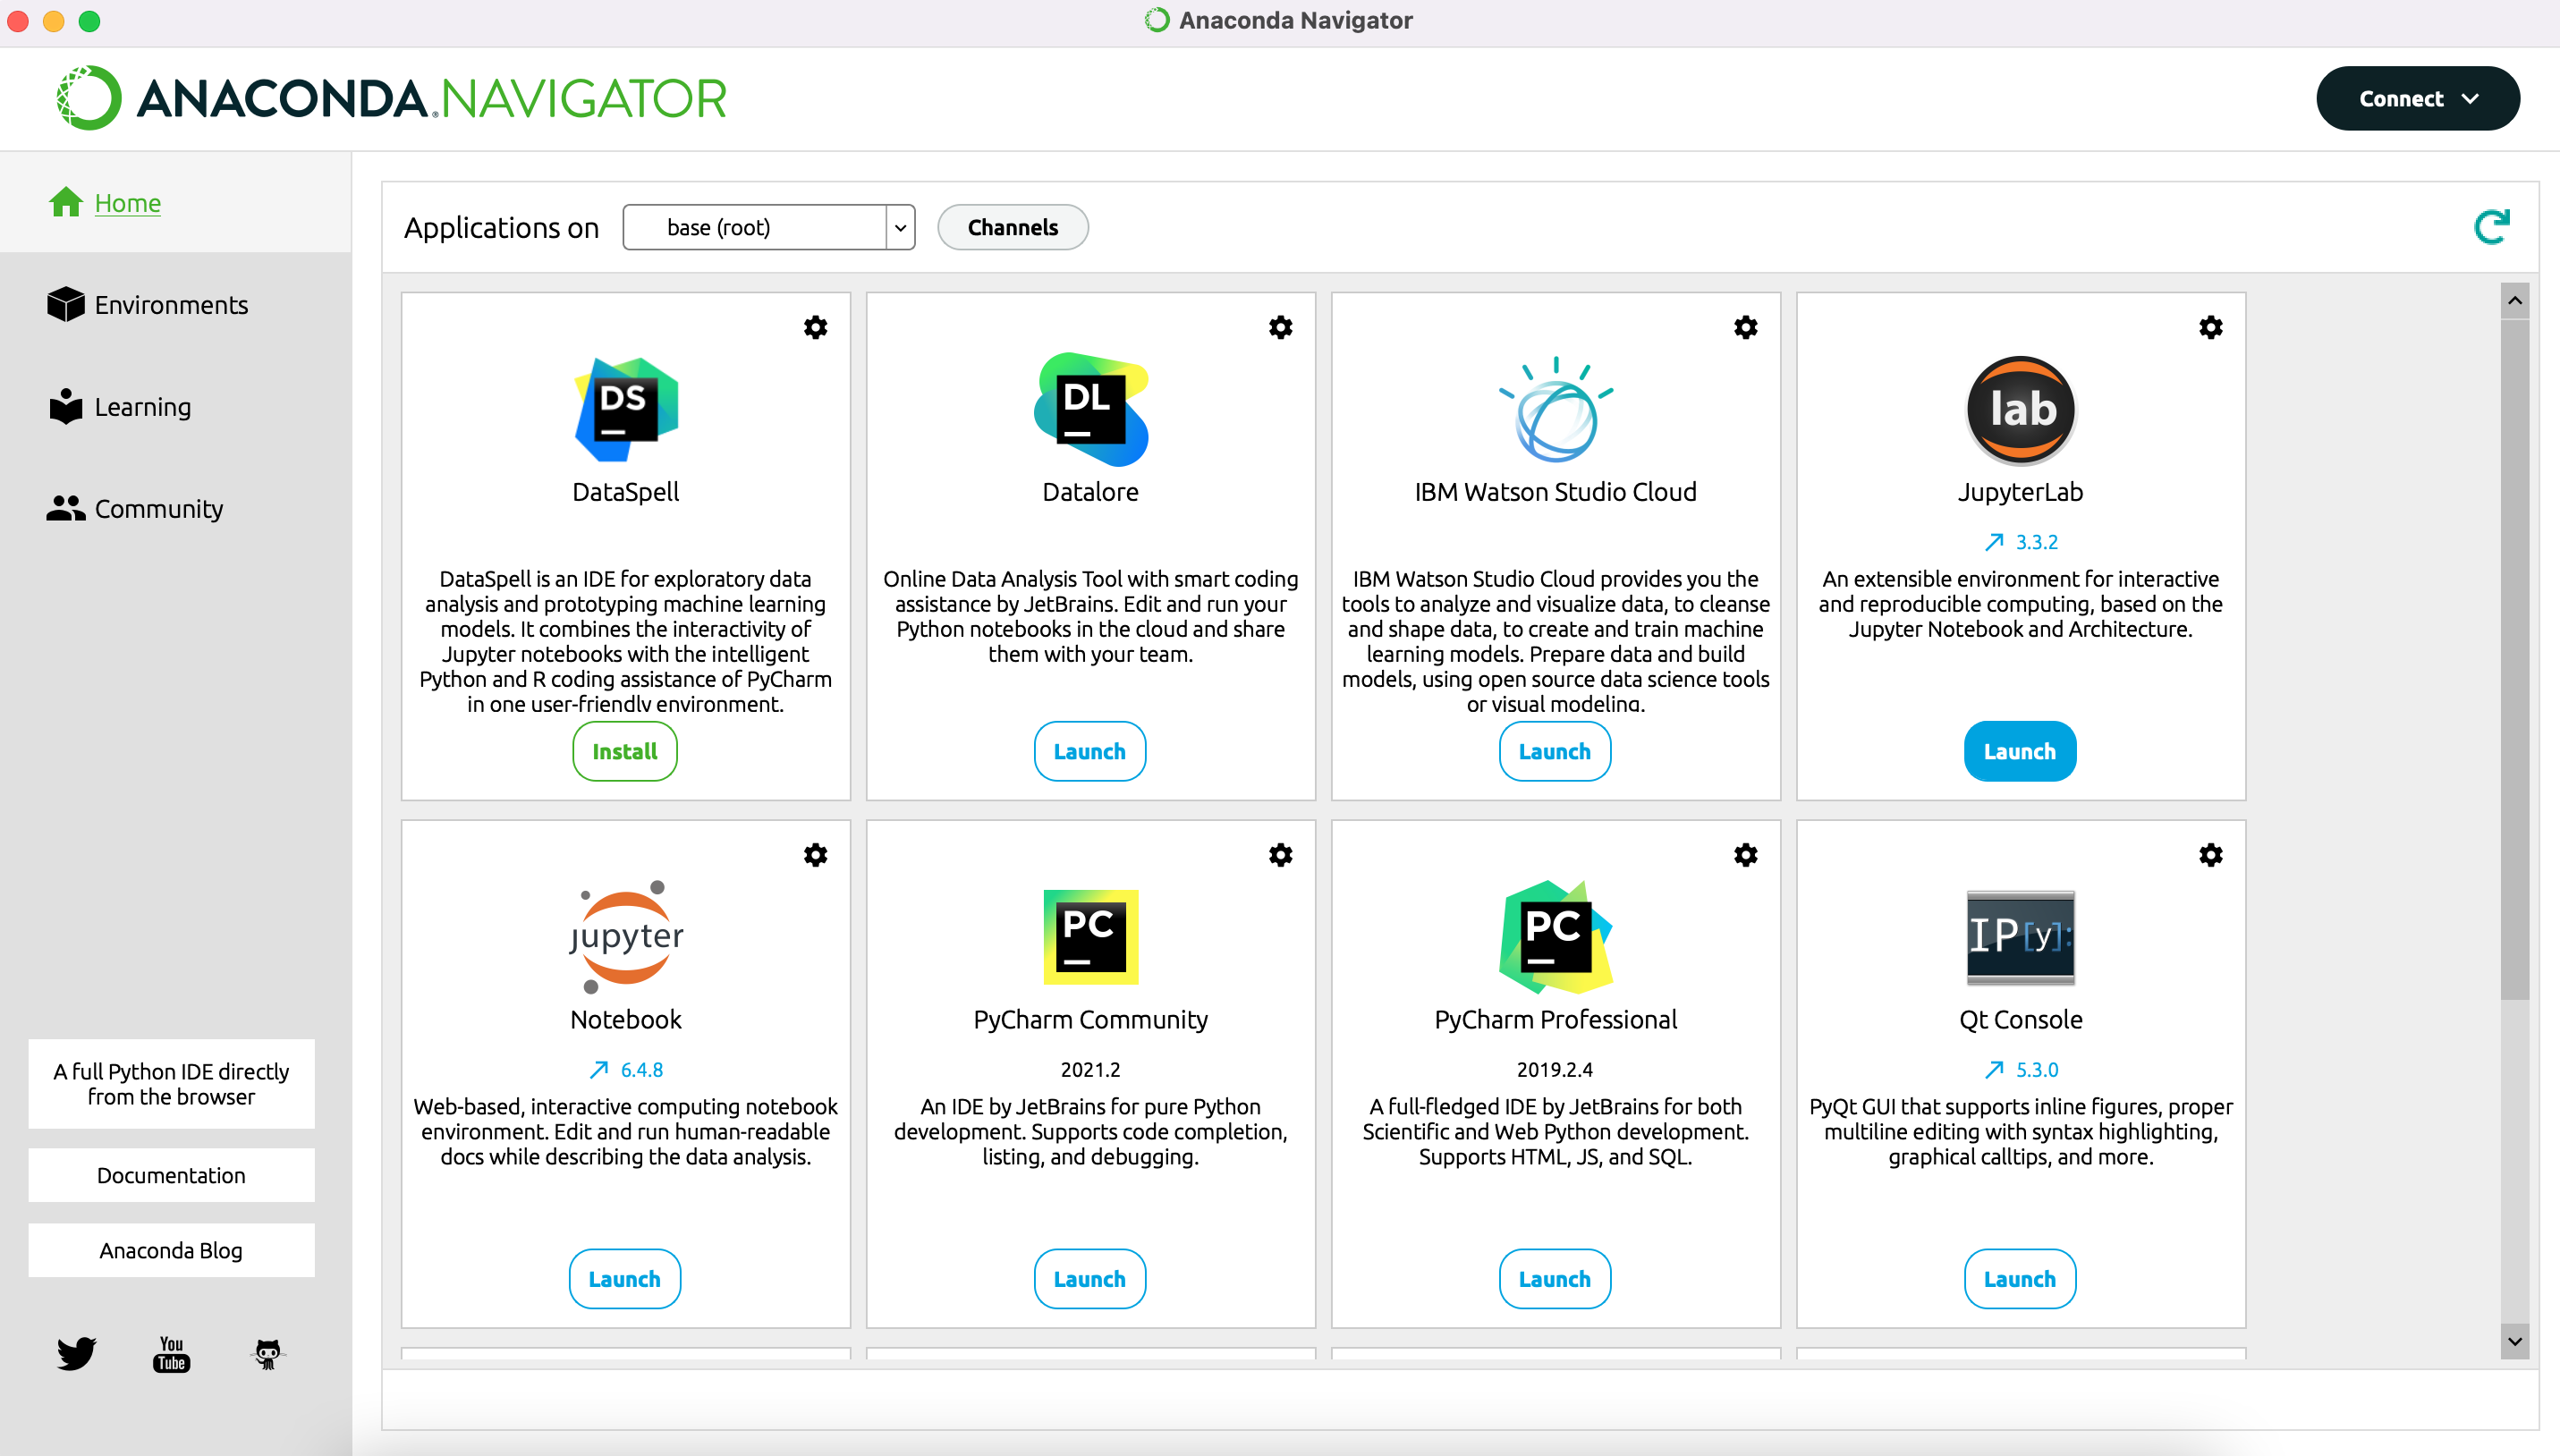 Anaconda Navigator
ANACONDA.NAVIGATOR
Connect
Home
Environments
Learning
Community
A full Python IDE directly
from the browser
Documentation
Anaconda Blog
You
Tube
Applications on
base (root)
Channels
DS
DataSpell
DataSpell is an IDE for exploratory data
analysis and prototyping machine learning
models. It combines the interactivity of
Jupyter notebooks with the intelligent
Python and R coding assistance of PyCharm
in one user-friendly environment.
Install
DL
Datalore
Online Data Analysis Tool with smart coding
assistance by JetBrains. Edit and run your
Python notebooks in the cloud and share
them with your team.
Launch
IBM Watson Studio Cloud
IBM Watson Studio Cloud provides you the
tools to analyze and visualize data, to cleanse
and shape data, to create and train machine
learning models. Prepare data and build
models, using open source data science tools
or visual modeling.
Launch
lab
JupyterLab
3.3.2
An extensible environment for interactive
and reproducible computing, based on the
Jupyter Notebook and Architecture.
Launch
jupyter
Notebook
6.4.8
Web-based, interactive computing notebook
environment. Edit and run human-readable
docs while describing the data analysis.
Launch
PC
PyCharm Community
2021.2
An IDE by JetBrains for pure Python
development. Supports code completion,
listing, and debugging.
Launch
PC
PyCharm Professional
2019.2.4
A full-fledged IDE by JetBrains for both
Scientific and Web Python development.
Supports HTML, JS, and SQL.
Launch
IP[y]:
Qt Console
5.3.0
PyQt GUI that supports inline figures, proper
multiline editing with syntax highlighting,
graphical calltips, and more.
Launch